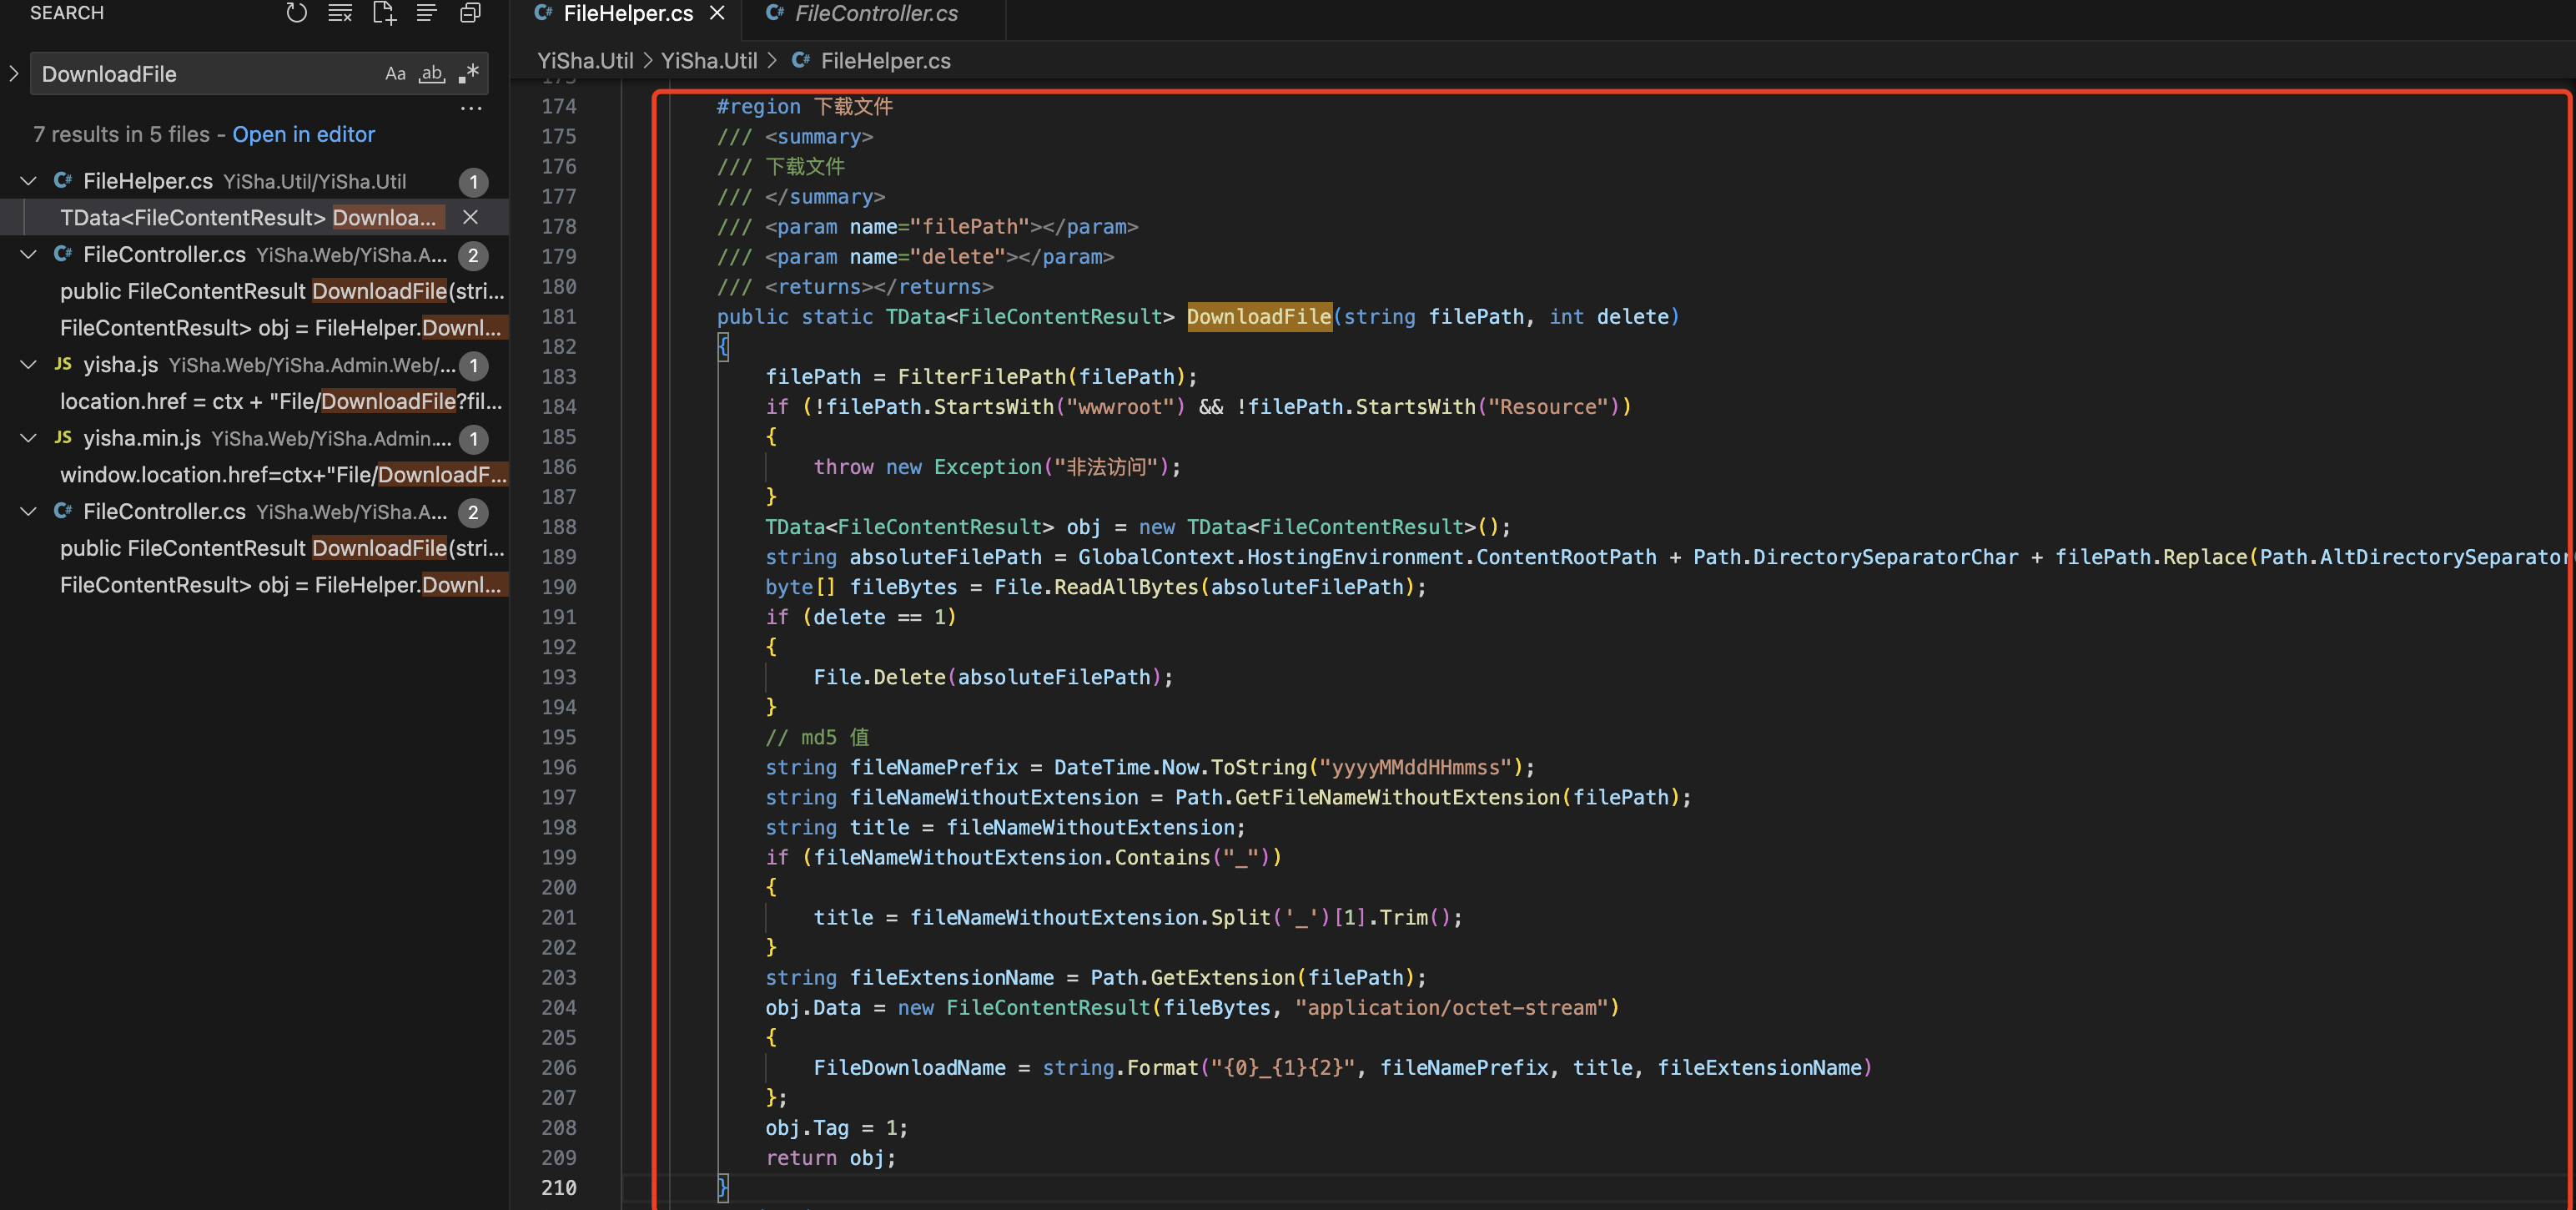 SEARCH
DownloadFile
Aa ab .*
...
7 results in 5 files - Open in editor
C# FileHelper.cs YiSha.Util/YiSha.Util 1
TData<FileContentResult> Downloa...
C# FileController.cs YiSha.Web/YiSha.A... 2
public FileContentResult DownloadFile(stri...
FileContentResult> obj = FileHelper.Downl...
JS yisha.js YiSha.Web/YiSha.Admin.Web/... 1
location.href = ctx + "File/DownloadFile?fil...
JS yisha.min.js YiSha.Web/YiSha.Admin.... 1
window.location.href=ctx+"File/DownloadF...
C# FileController.cs YiSha.Web/YiSha.A... 2
public FileContentResult DownloadFile(stri...
FileContentResult> obj = FileHelper.Downl...
C# FileHelper.cs
C# FileController.cs
YiSha.Util > YiSha.Util > C# FileHelper.cs
174 #region 下载文件
175 /// <summary>
176 /// 下载文件
177 /// </summary>
178 /// <param name="filePath"></param>
179 /// <param name="delete"></param>
180 /// <returns></returns>
181 public static TData<FileContentResult> DownloadFile(string filePath, int delete)
182 {
183 filePath = FilterFilePath(filePath);
184 if (!filePath.StartsWith("wwwroot") && !filePath.StartsWith("Resource"))
185 {
186 throw new Exception("非法访问");
187 }
188 TData<FileContentResult> obj = new TData<FileContentResult>();
189 string absoluteFilePath = GlobalContext.HostingEnvironment.ContentRootPath + Path.DirectorySeparatorChar + filePath.Replace(Path.AltDirectorySeparator
190 byte[] fileBytes = File.ReadAllBytes(absoluteFilePath);
191 if (delete == 1)
192 {
193 File.Delete(absoluteFilePath);
194 }
195 // md5 值
196 string fileNamePrefix = DateTime.Now.ToString("yyyyMMddHHmmss");
197 string fileNameWithoutExtension = Path.GetFileNameWithoutExtension(filePath);
198 string title = fileNameWithoutExtension;
199 if (fileNameWithoutExtension.Contains("_"))
200 {
201 title = fileNameWithoutExtension.Split('_')[1].Trim();
202 }
203 string fileExtensionName = Path.GetExtension(filePath);
204 obj.Data = new FileContentResult(fileBytes, "application/octet-stream")
205 {
206 FileDownloadName = string.Format("{0}_{1}{2}", fileNamePrefix, title, fileExtensionName)
207 };
208 obj.Tag = 1;
209 return obj;
210 }